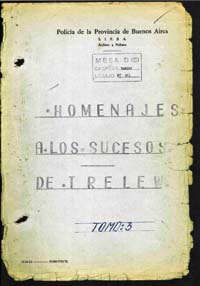 Policía de la Provincia de Buenos Aires
S. I. P. B. A.
Archivo y Fichero
MESA D(DS)
HOMENAJES
A LOS SUCESOS
DE TRELEW
TOMO: 3